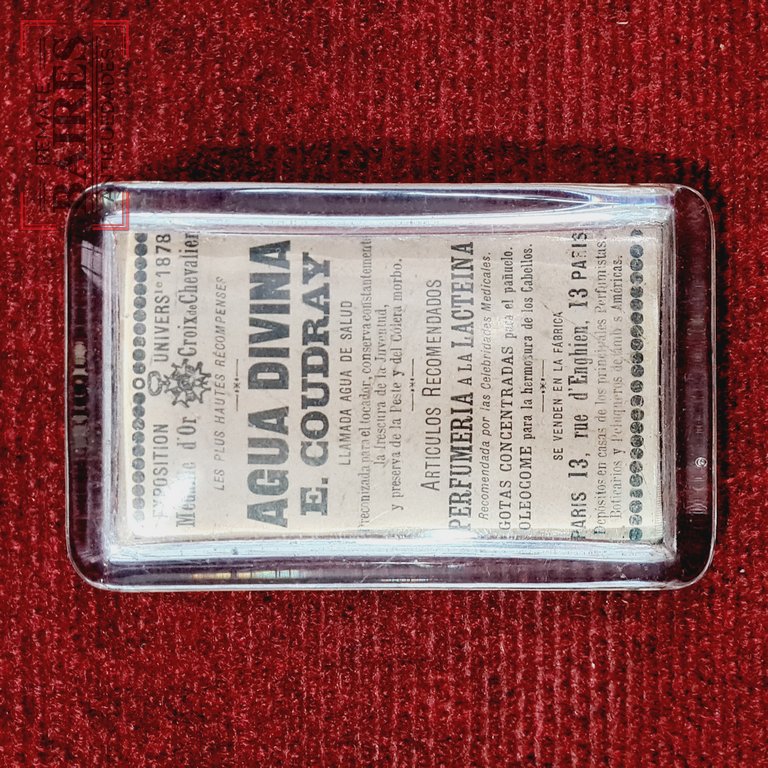 EXPOSITION UNIVERSle 1878
Médaille d'Or Croix de Chevalier
LES PLUS HAUTES RÉCOMPENSES
AGUA DIVINA
E. COUDRAY
LLAMADA AGUA DE SALUD
Preconizada para el tocador, conserva constantemente
la frescura de la Juventud,
y preserva de la Peste y del Cólera morbo.
ARTICULOS RECOMENDADOS
PERFUMERIA A LA LACTEINA
Recomendada por las Celebridades Medicales.
GOTAS CONCENTRADAS para el pañuelo.
OLEOCOME para la hermosura de los Cabellos.
SE VENDEN EN LA FÁBRICA
PARIS 13, rue d'Enghien, 13 PARIS
Depósitos en casas de los principales Perfumistas,
Boticarios y Peluqueros de ambas Américas.
REMATE
BAIRES
ANTIGUEDADES